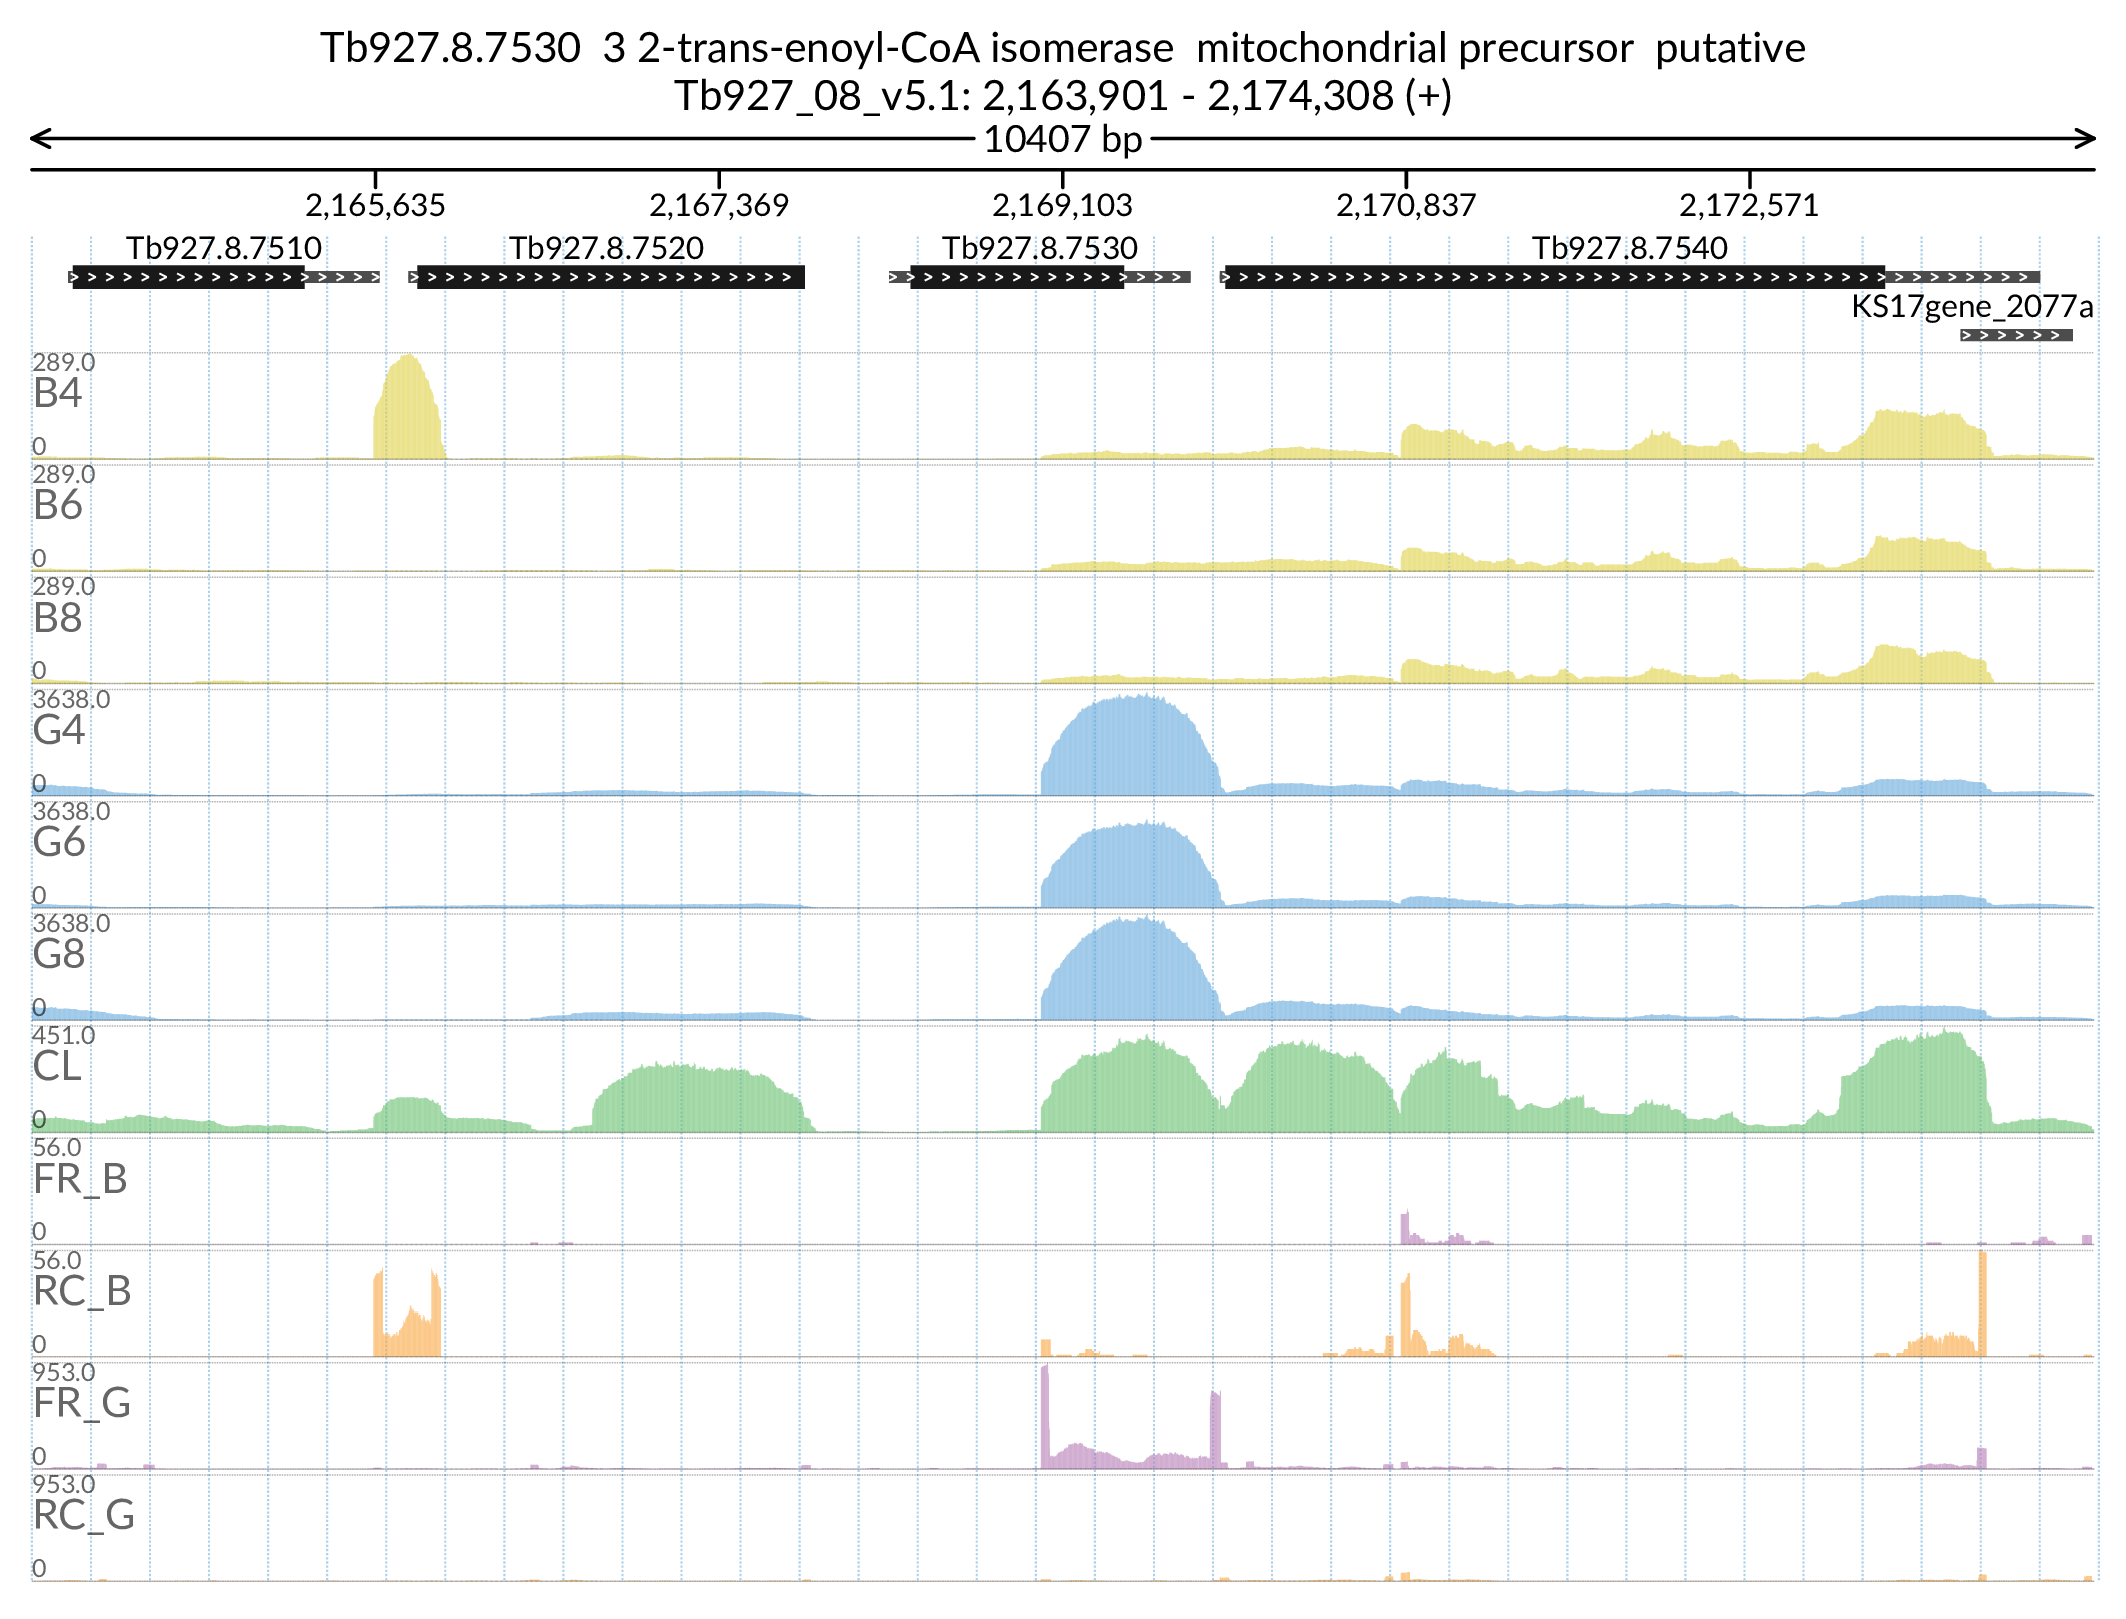 Tb927.8.7530 3 2-trans-enoyl-CoA isomerase mitochondrial precursor putative
Tb927_08_v5.1: 2,163,901 - 2,174,308 (+)
10407 bp
2,165,635 2,167,369 2,169,103 2,170,837 2,172,571
Tb927.8.7510 Tb927.8.7520 Tb927.8.7530 Tb927.8.7540
KS17gene_2077a
289.0
B4
0
289.0
B6
0
289.0
B8
0
3638.0
G4
0
3638.0
G6
0
3638.0
G8
0
451.0
CL
0
56.0
FR_B
0
56.0
RC_B
0
953.0
FR_G
0
953.0
RC_G
0